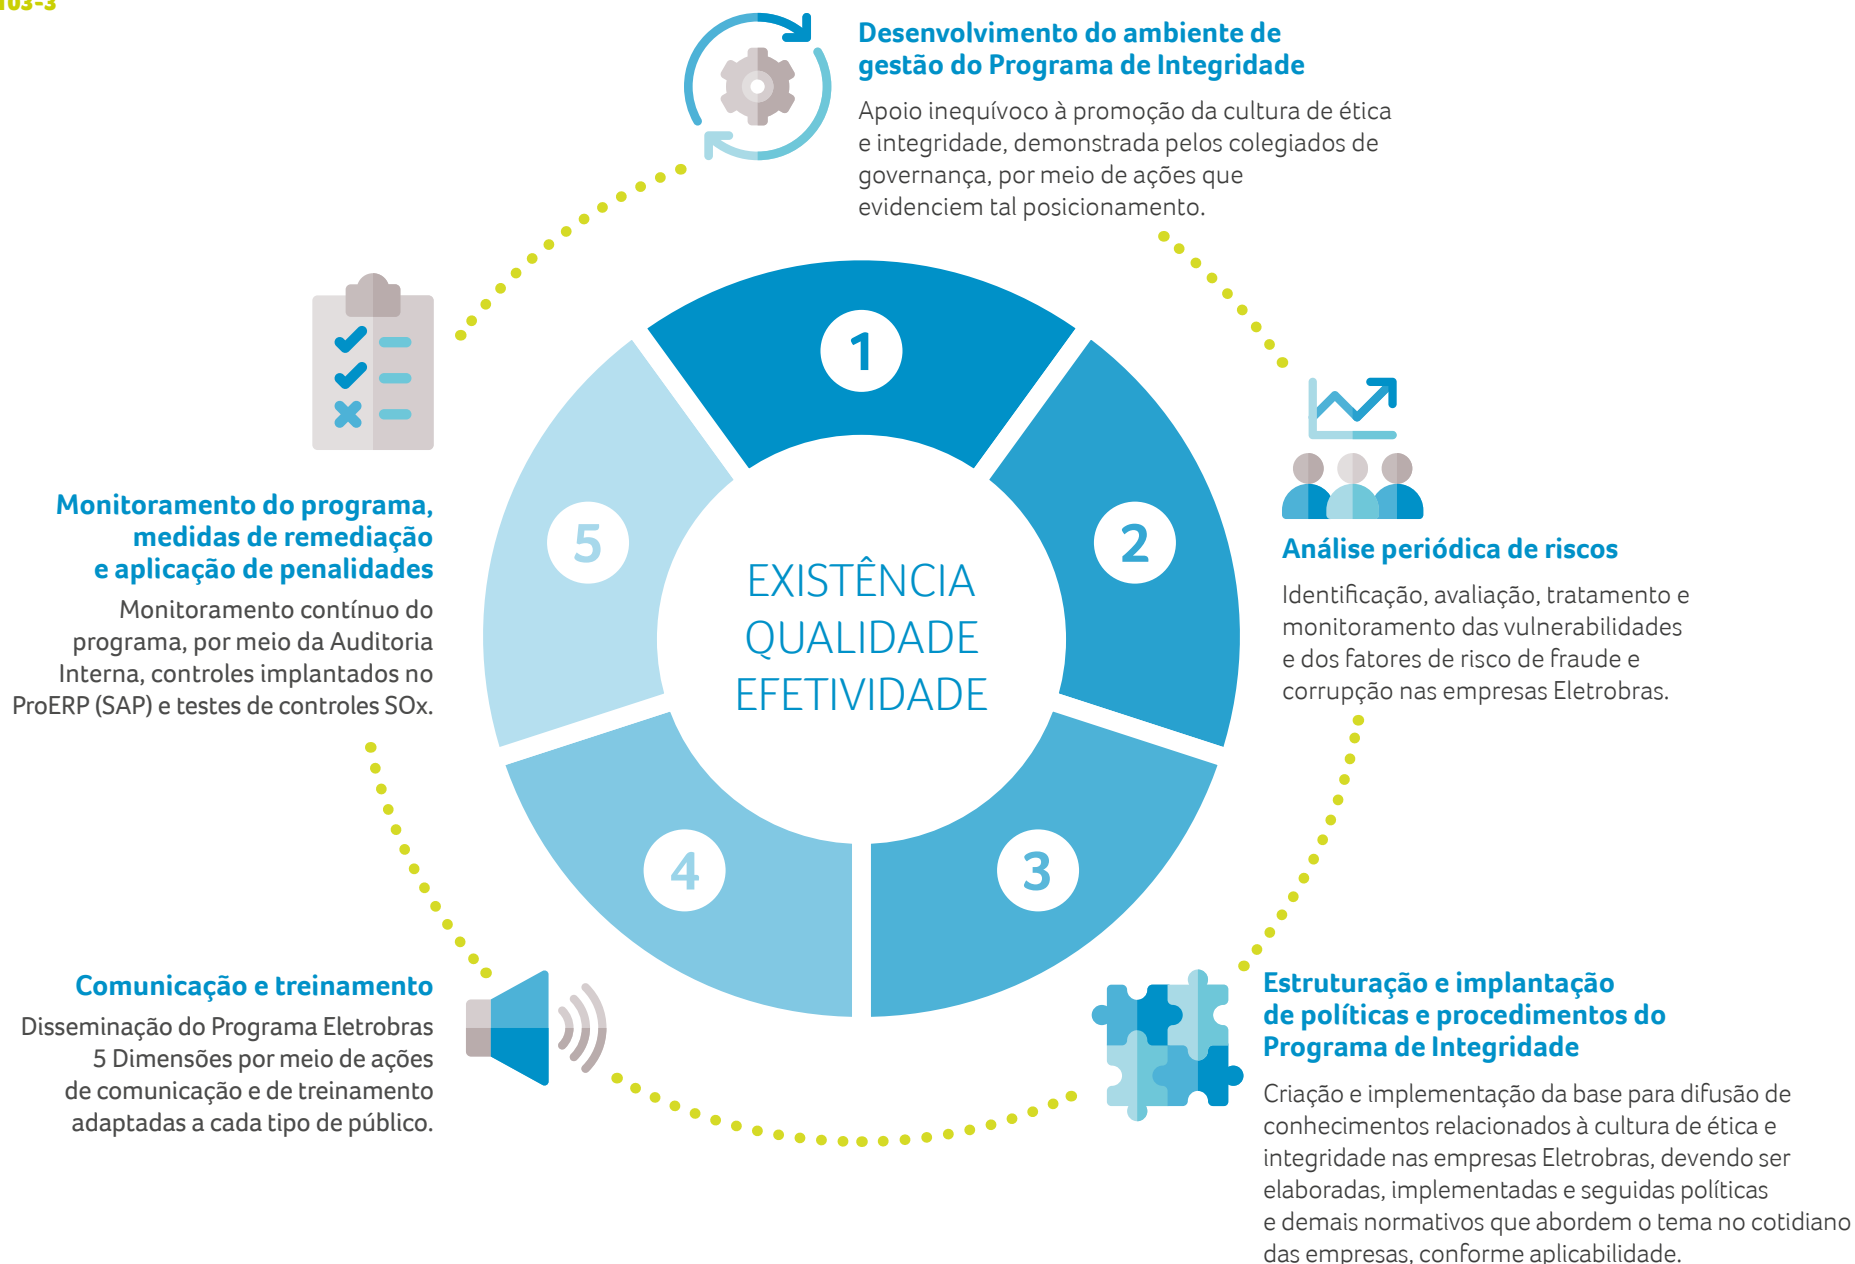 103-3
Desenvolvimento do ambiente de
gestão do Programa de Integridade
Apoio inequívoco à promoção da cultura de ética
e integridade, demonstrada pelos colegiados de
governança, por meio de ações que
evidenciem tal posicionamento.
1
2
3
4
5
EXISTÊNCIA
QUALIDADE
EFETIVIDADE
Análise periódica de riscos
Identificação, avaliação, tratamento e
monitoramento das vulnerabilidades
e dos fatores de risco de fraude e
corrupção nas empresas Eletrobras.
Estruturação e implantação
de políticas e procedimentos do
Programa de Integridade
Criação e implementação da base para difusão de
conhecimentos relacionados à cultura de ética e
integridade nas empresas Eletrobras, devendo ser
elaboradas, implementadas e seguidas políticas
e demais normativos que abordem o tema no cotidiano
das empresas, conforme aplicabilidade.
Comunicação e treinamento
Disseminação do Programa Eletrobras
5 Dimensões por meio de ações
de comunicação e de treinamento
adaptadas a cada tipo de público.
Monitoramento do programa,
medidas de remediação
e aplicação de penalidades
Monitoramento contínuo do
programa, por meio da Auditoria
Interna, controles implantados no
ProERP (SAP) e testes de controles SOx.